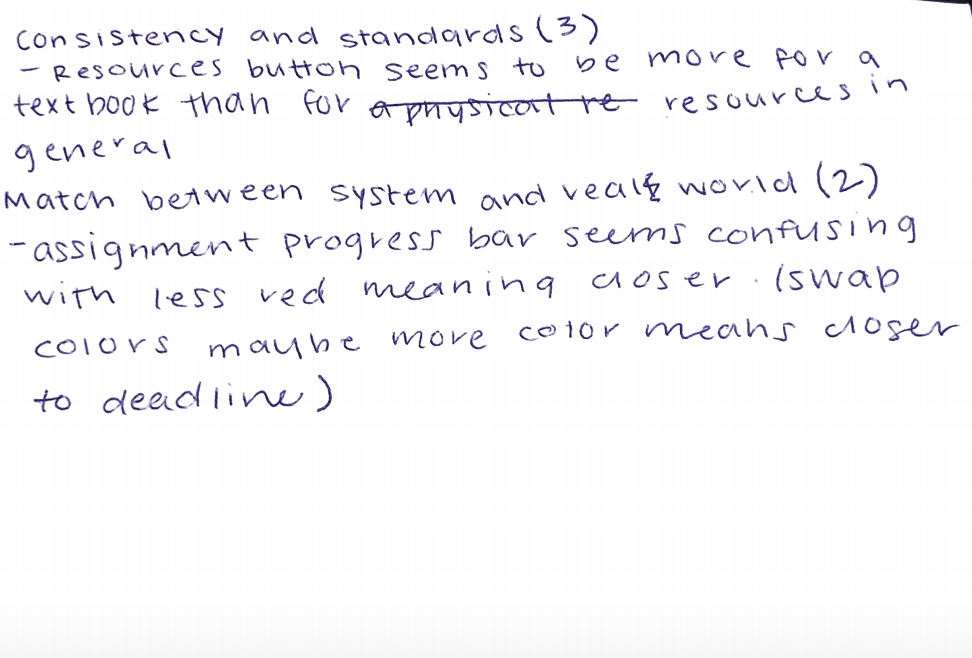 consistency and standards (3)
- Resources button seems to be more for a
textbook than for a physical re resources in
general
Match between system and real world (2)
- assignment progress bar seems confusing
with less red meaning closer. (swap
colors maybe more color means closer
to deadline)